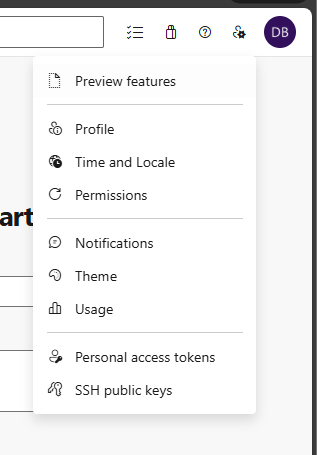 DB
Preview features
Profile
Time and Locale
Permissions
art
Notifications
Theme
Usage
Personal access tokens
SSH public keys